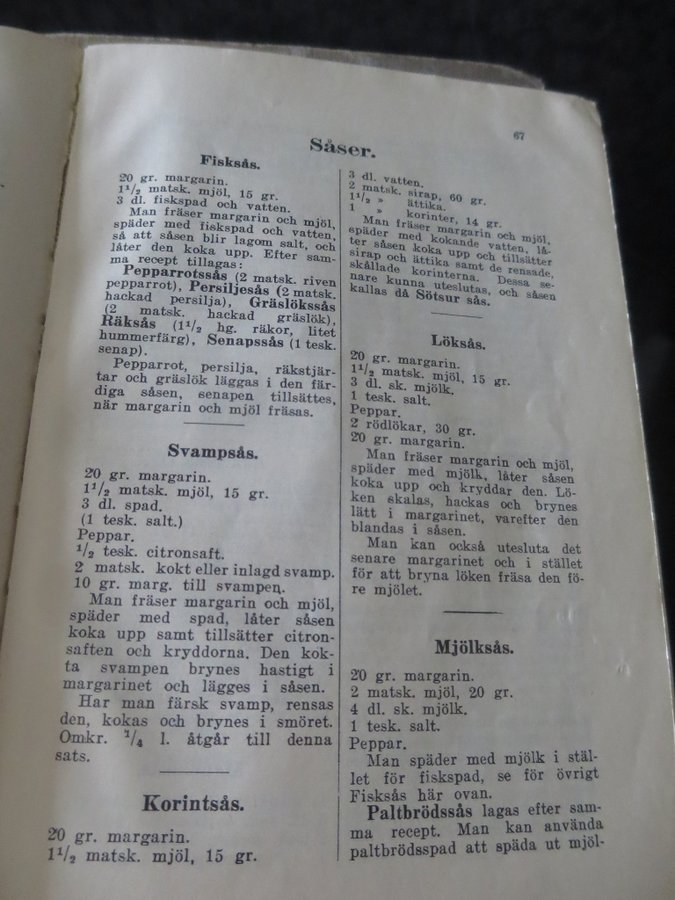 67
Såser.
Fisksås.
20 gr. margarin.
1¹/₂ matsk. mjöl, 15 gr.
3 dl. fiskspad och vatten.
Man fräser margarin och mjöl,
späder med fiskspad och vatten,
så att såsen blir lagom salt, och
låter den koka upp. Efter sam-
ma recept tillagas:
Pepparrotssås (2 matsk. riven
pepparrot), Persiljesås (2 matsk.
hackad persilja), Gräslökssås
(2 matsk. hackad gräslök),
Räksås (1¹/₂ hg. räkor, litet
hummerfärg), Senapssås (1 tesk.
senap).
Pepparrot, persilja, räkstjär-
tar och gräslök läggas i den fär-
diga såsen, senapen tillsättes,
när margarin och mjöl fräsas.
Svampsås.
20 gr. margarin.
1¹/₂ matsk. mjöl, 15 gr.
3 dl. spad.
(1 tesk. salt.)
Peppar.
¹/₂ tesk. citronsaft.
2 matsk. kokt eller inlagd svamp.
10 gr. marg. till svampen.
Man fräser margarin och mjöl,
späder med spad, låter såsen
koka upp samt tillsätter citron-
saften och kryddorna. Den kok-
ta svampen brynes hastigt i
margarinet och lägges i såsen.
Har man färsk svamp, rensas
den, kokas och brynes i smöret.
Omkr. ¹/₄ l. åtgår till denna
sats.
Korintsås.
20 gr. margarin.
1¹/₂ matsk. mjöl, 15 gr.
3 dl. vatten.
2 matsk. sirap, 60 gr.
1¹/₂ » ättika.
1 » korinter, 14 gr.
Man fräser margarin och mjöl,
späder med kokande vatten, lå-
ter såsen koka upp och tillsätter
sirap och ättika samt de rensade,
skållade korinterna. Dessa se-
nare kunna uteslutas, och såsen
kallas då Sötsur sås.
Löksås.
20 gr. margarin.
1¹/₂ matsk. mjöl, 15 gr.
3 dl. sk. mjölk.
1 tesk. salt.
Peppar.
2 rödlökar, 30 gr.
20 gr. margarin.
Man fräser margarin och mjöl,
späder med mjölk, låter såsen
koka upp och kryddar den. Lö-
ken skalas, hackas och brynes
lätt i margarinet, varefter den
blandas i såsen.
Man kan också utesluta det
senare margarinet och i stället
för att bryna löken fräsa den fö-
re mjölet.
Mjölksås.
20 gr. margarin.
2 matsk. mjöl, 20 gr.
4 dl. sk. mjölk.
1 tesk. salt.
Peppar.
Man späder med mjölk i stäl-
let för fiskspad, se för övrigt
Fisksås här ovan.
Paltbrödssås lagas efter sam-
ma recept. Man kan använda
paltbrödsspad att späda ut mjöl-